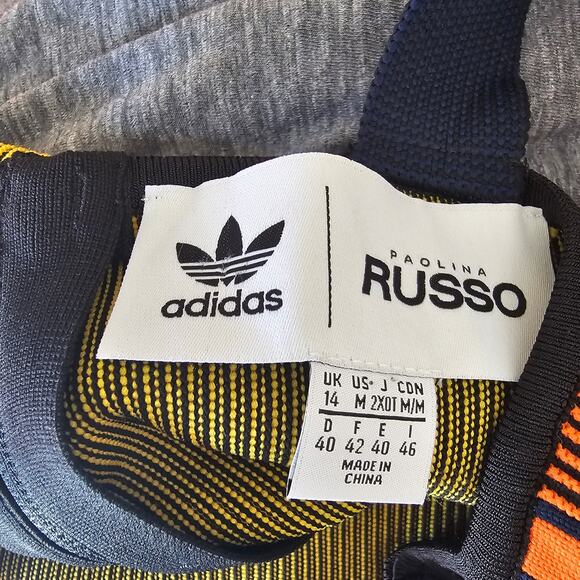 adidas
PAOLINA
RUSSO
UK US* J* CDN
14 M 2XOT M/M
D F E I
40 42 40 46
MADE IN
CHINA